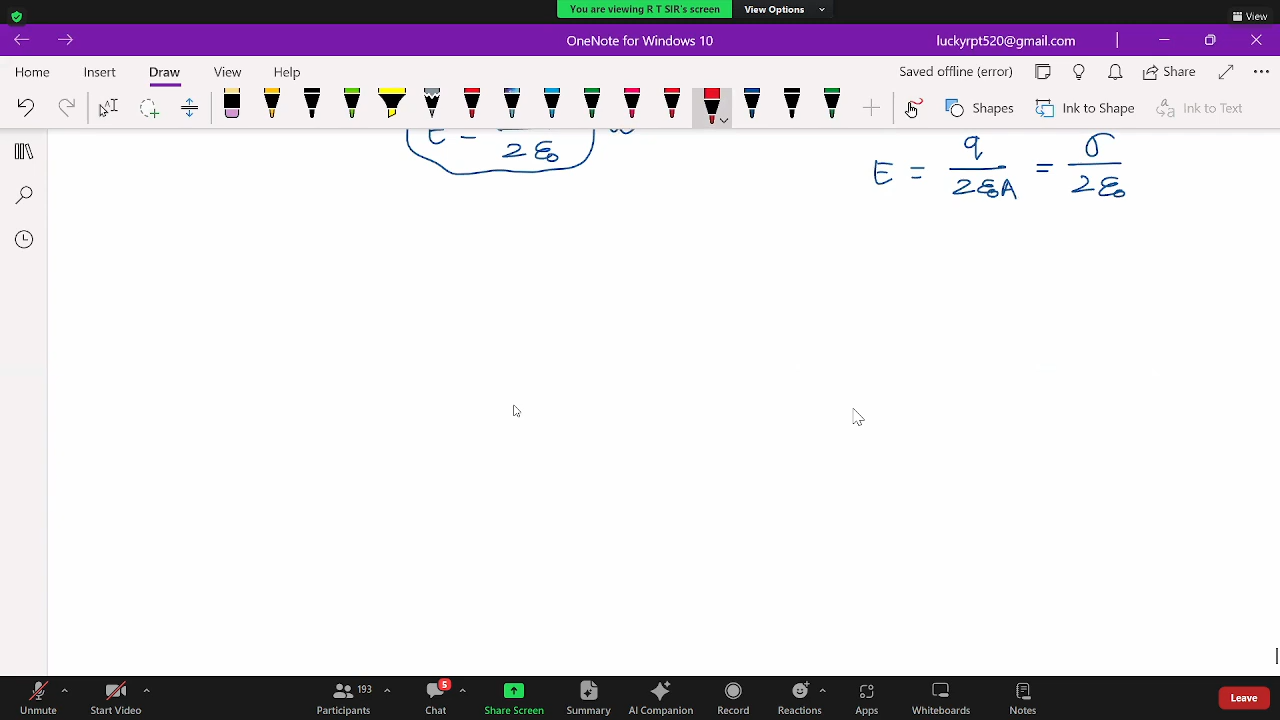 You are viewing R T SIR's screen View Options
View
OneNote for Windows 10
luckyrpt520@gmail.com
Home Insert Draw View Help
Saved offline (error)
Share
Shapes
Ink to Shape
Ink to Text
E =
2ε₀
E = q/2ε₀A = σ/2ε₀
Unmute
Start Video
Participants 193
Chat 5
Share Screen
Summary
AI Companion
Record
Reactions
Apps
Whiteboards
Notes
Leave